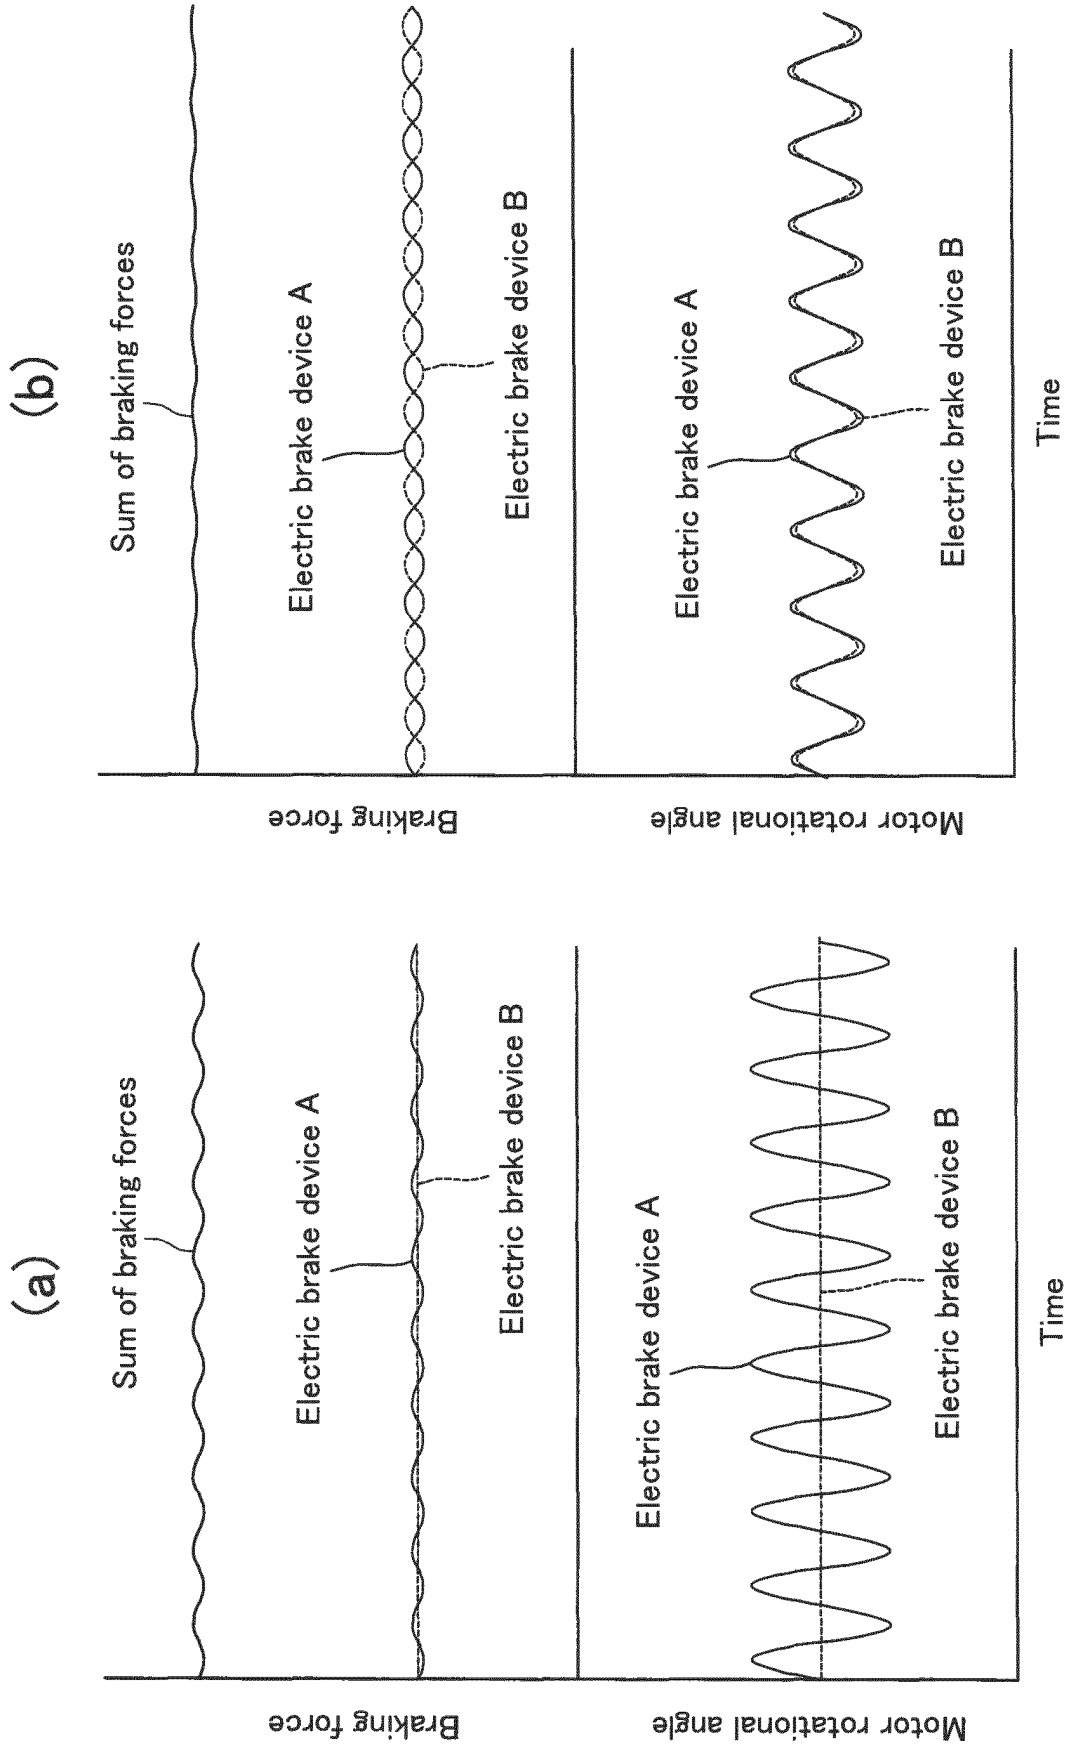 (a)
Sum of braking forces
Electric brake device A
Electric brake device B
Braking force
Electric brake device A
Electric brake device B
Motor rotational angle
Time
(b)
Sum of braking forces
Electric brake device A
Electric brake device B
Braking force
Electric brake device A
Electric brake device B
Motor rotational angle
Time